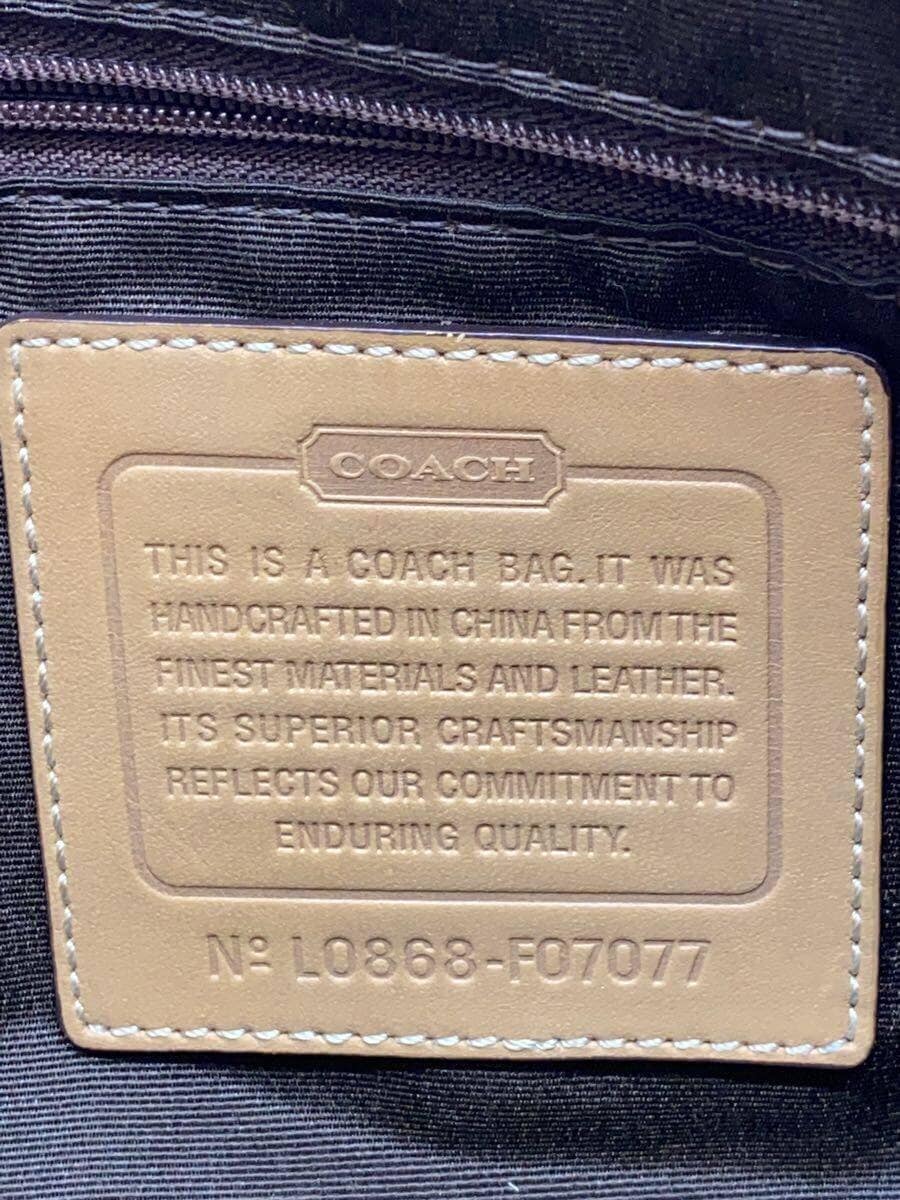 COACH
THIS IS A COACH BAG. IT WAS
HANDCRAFTED IN CHINA FROM THE
FINEST MATERIALS AND LEATHER.
ITS SUPERIOR CRAFTSMANSHIP
REFLECTS OUR COMMITMENT TO
ENDURING QUALITY.
Nº L0868-F07077